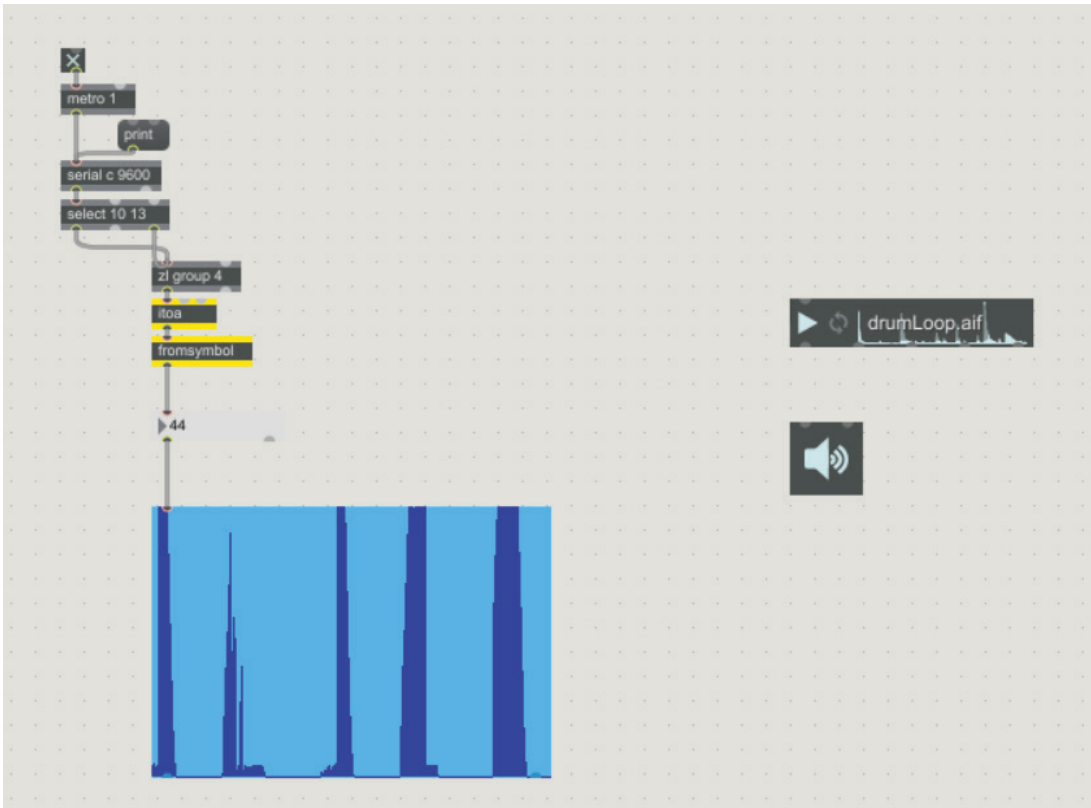 metro 1
print
serial c 9600
select 10 13
zl group 4
itoa
fromsymbol
44
drumLoop.aif